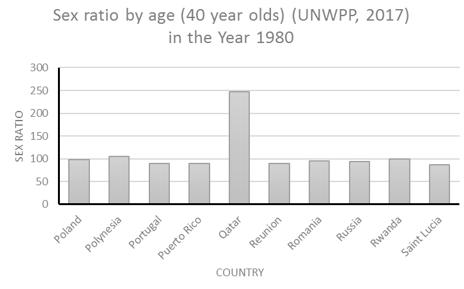 Sex ratio by age (40 year olds) (UNWPP, 2017)
in the Year 1980
300
250
200
150
100
50
0
SEX RATIO
Poland
Polynesia
Portugal
Puerto Rico
Qatar
Reunion
Romania
Russia
Rwanda
Saint Lucia
COUNTRY